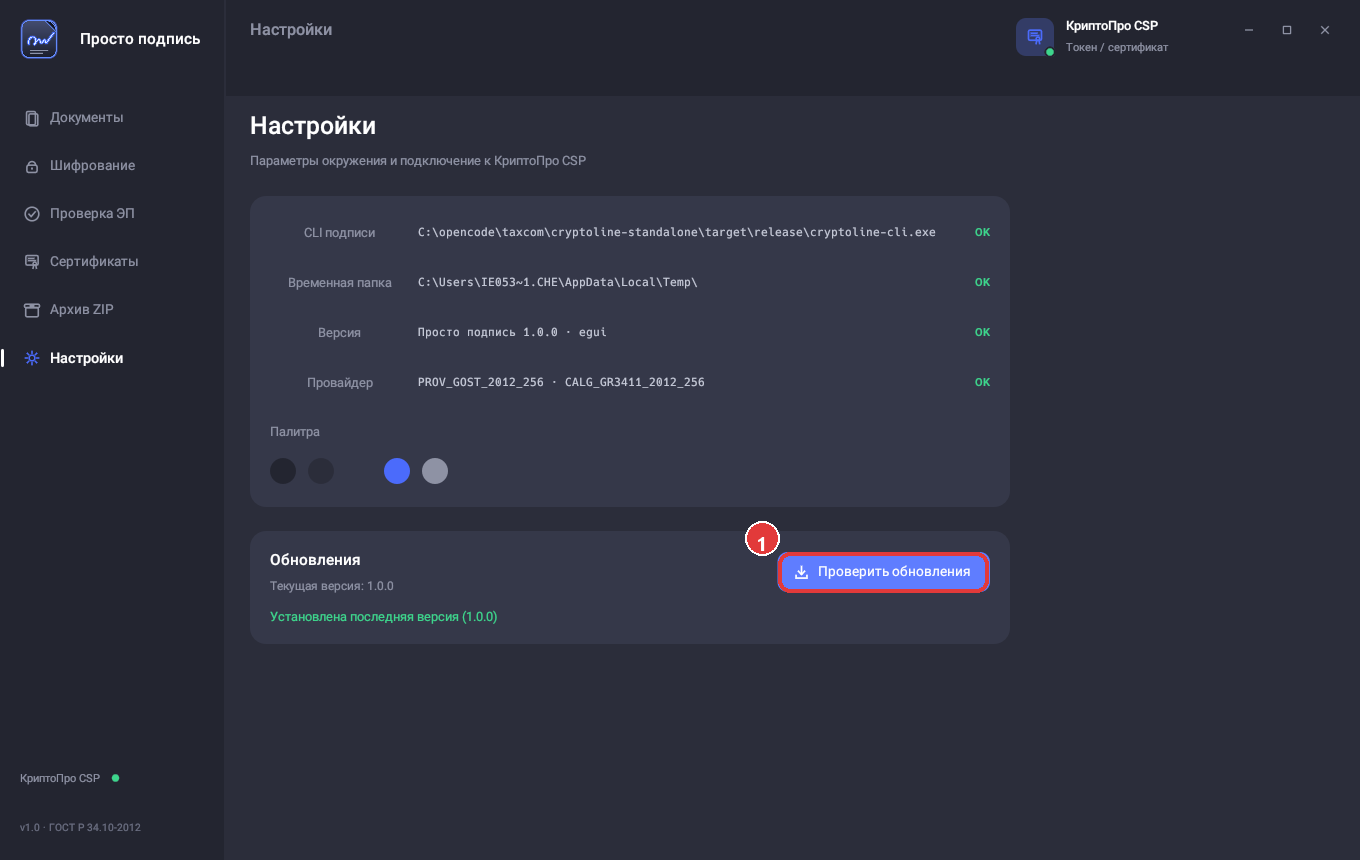 Просто подпись
Настройки
КриптоПро CSP
Токен / сертификат
Документы
Шифрование
Проверка ЭП
Сертификаты
Архив ZIP
Настройки
Настройки
Параметры окружения и подключение к КриптоПро CSP
CLI подписи C:\opencode\taxcom\cryptoline-standalone\target\release\cryptoline-cli.exe OK
Временная папка C:\Users\IE053~1.CHE\AppData\Local\Temp\ OK
Версия Просто подпись 1.0.0 · egui OK
Провайдер PROV_GOST_2012_256 · CALG_GR3411_2012_256 OK
Палитра
1
Обновления
Проверить обновления
Текущая версия: 1.0.0
Установлена последняя версия (1.0.0)
КриптоПро CSP
v1.0 · ГОСТ Р 34.10-2012